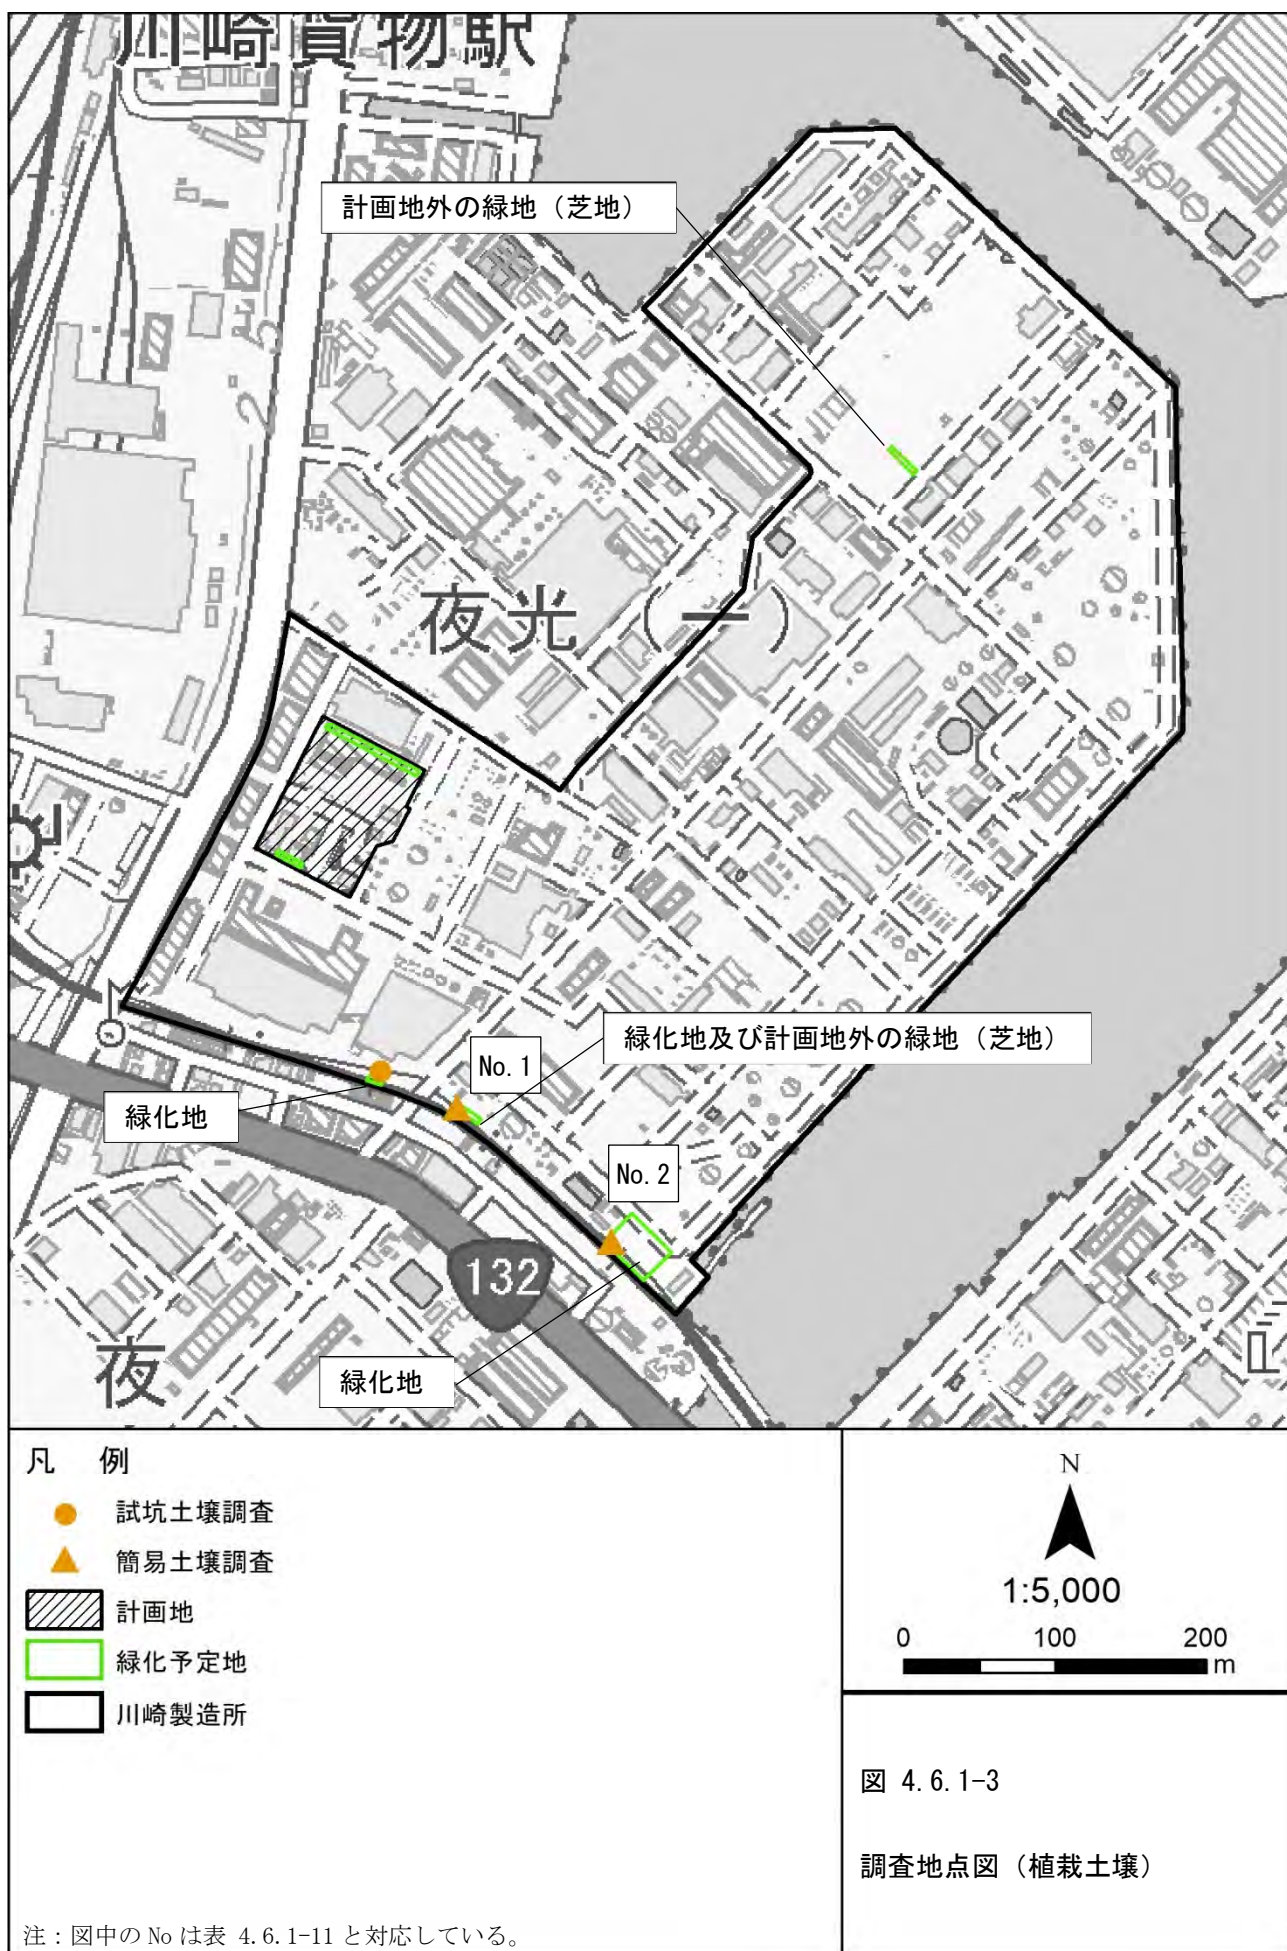 川崎貨物駅
計画地外の緑地（芝地）
夜光（一）
No. 1
緑化地及び計画地外の緑地（芝地）
緑化地
No. 2
132
緑化地
夜
凡　例
試坑土壌調査
簡易土壌調査
計画地
緑化予定地
川崎製造所
注：図中の No は表 4.6.1-11 と対応している。
N
1:5,000
0 100 200
m
図 4.6.1-3
調査地点図（植栽土壌）